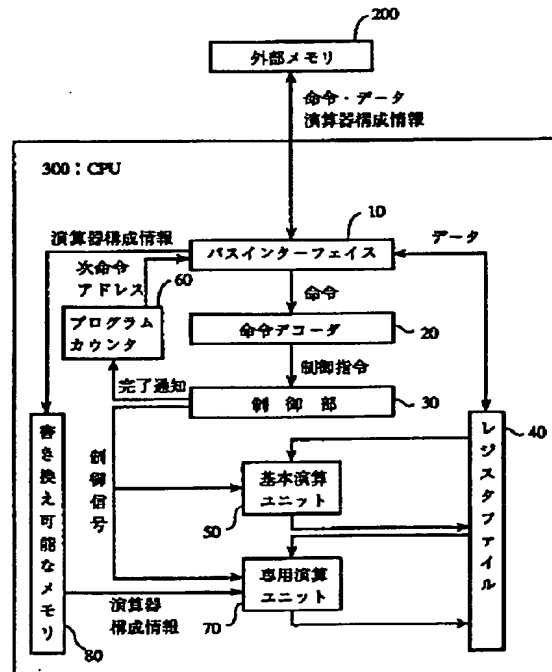 200
外部メモリ
命令・データ
演算器構成情報
300：CPU
10
演算器構成情報
データ
バスインターフェイス
次命令
アドレス
60
命令
プログラム
カウンタ
命令デコーダ
20
完了通知
制御指令
制御部
30
40
レジスタファイル
書き換え可能なメモリ
制御信号
基本演算
ユニット
50
専用演算
ユニット
演算器
構成情報
70
80